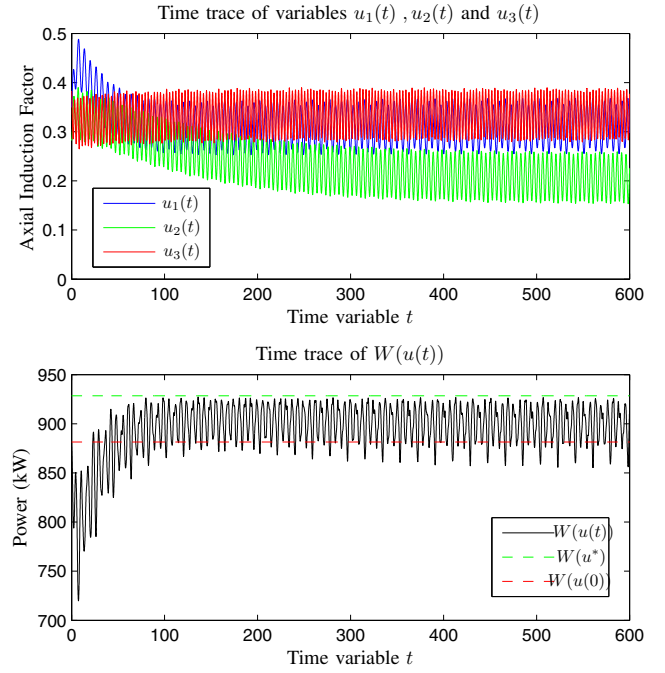 Time trace of variables u₁(t) , u₂(t) and u₃(t)
0.5
0.4
0.3
0.2
0.1
0
Axial Induction Factor
u₁(t)
u₂(t)
u₃(t)
0 100 200 300 400 500 600
Time variable t
Time trace of W(u(t))
950
900
850
800
750
700
Power (kW)
W(u(t))
W(u*)
W(u(0))
0 100 200 300 400 500 600
Time variable t